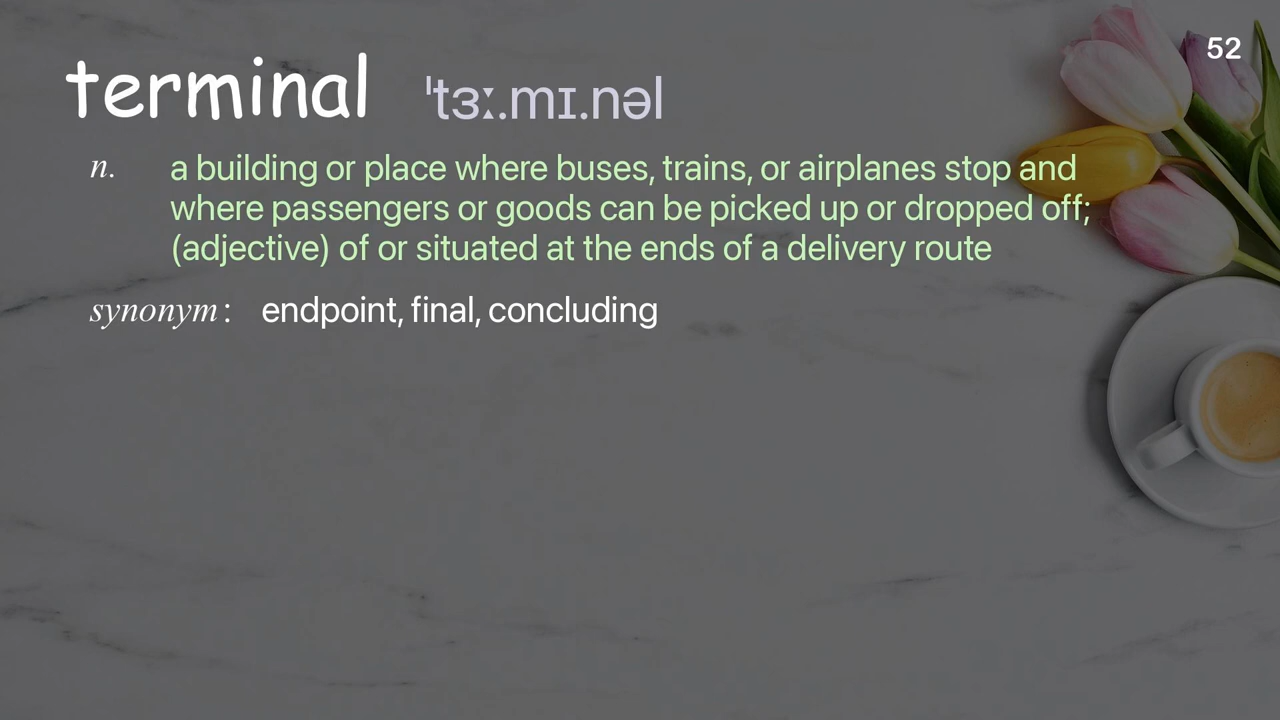 52
terminal ˈtɜː.mɪ.nəl
n. a building or place where buses, trains, or airplanes stop and
where passengers or goods can be picked up or dropped off;
(adjective) of or situated at the ends of a delivery route
synonym: endpoint, final, concluding